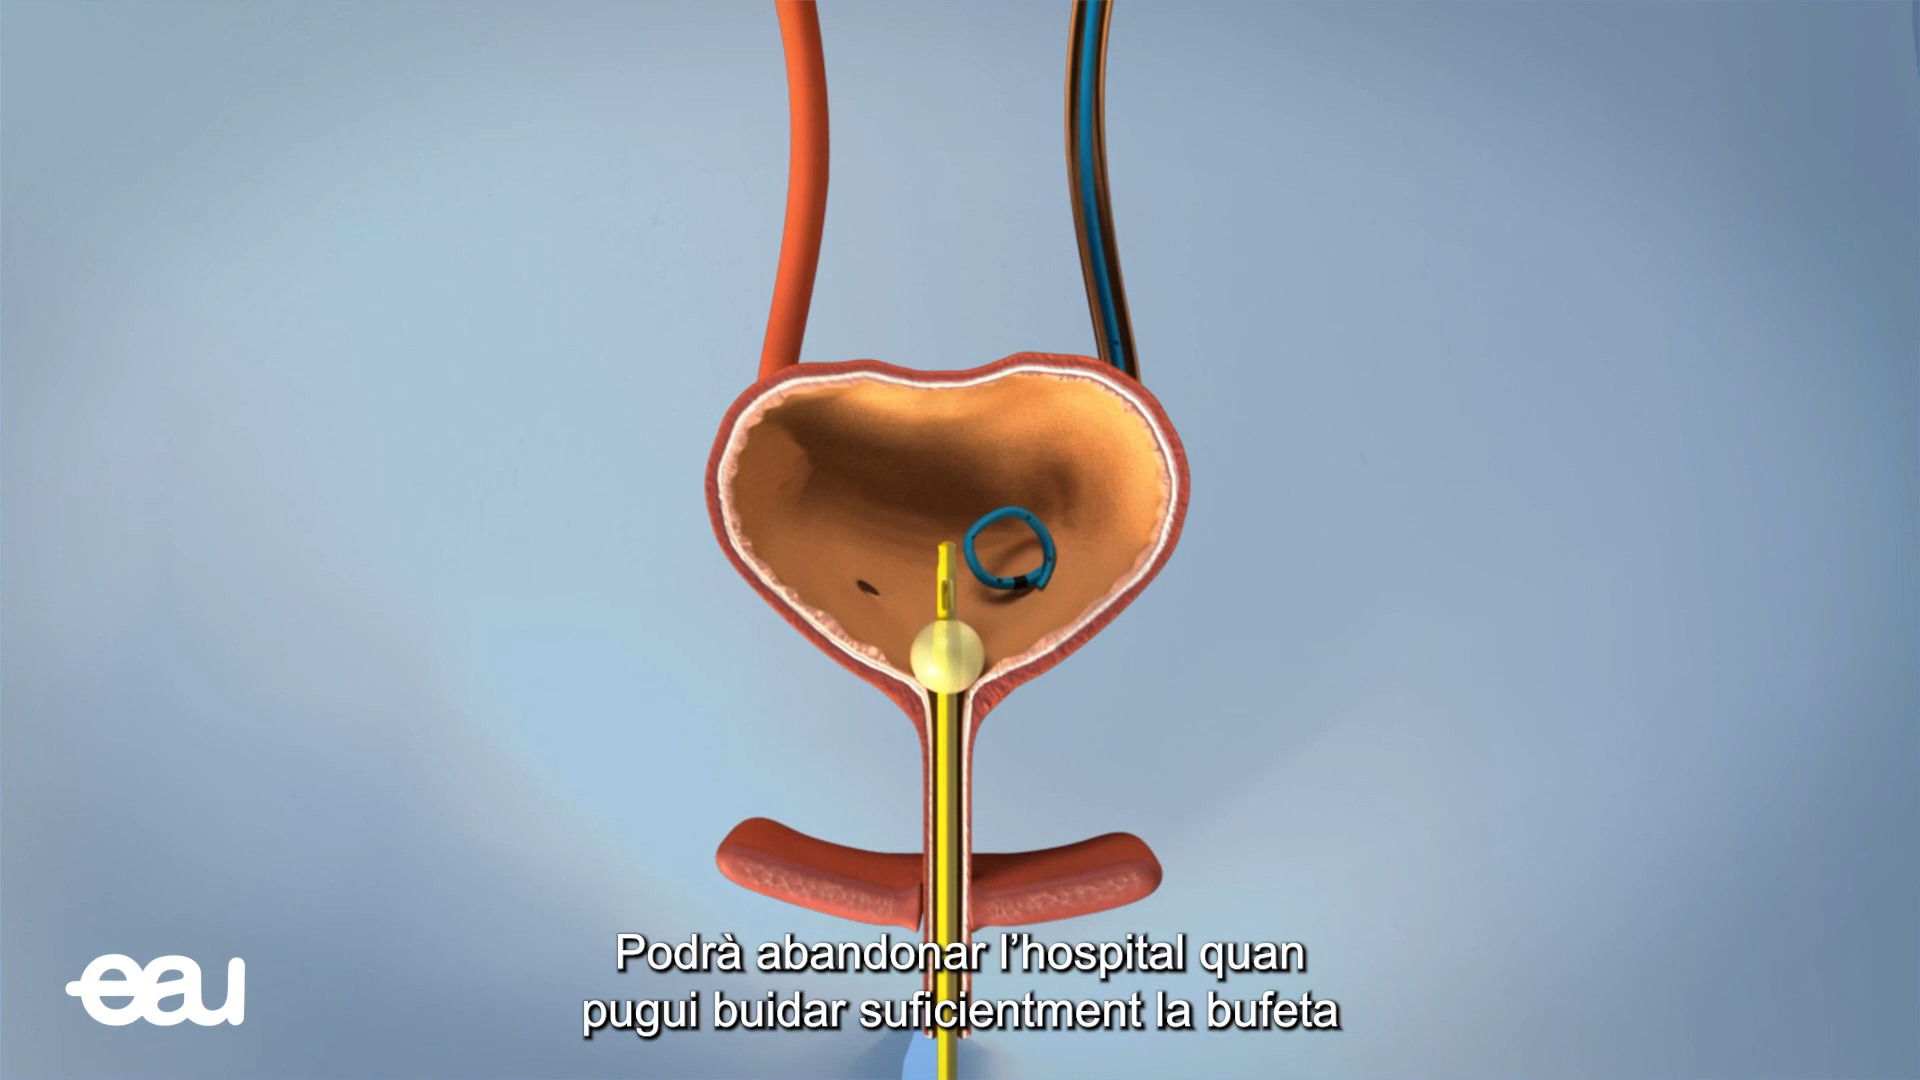 eau
Podrà abandonar l’hospital quan
pugui buidar suficientment la bufeta